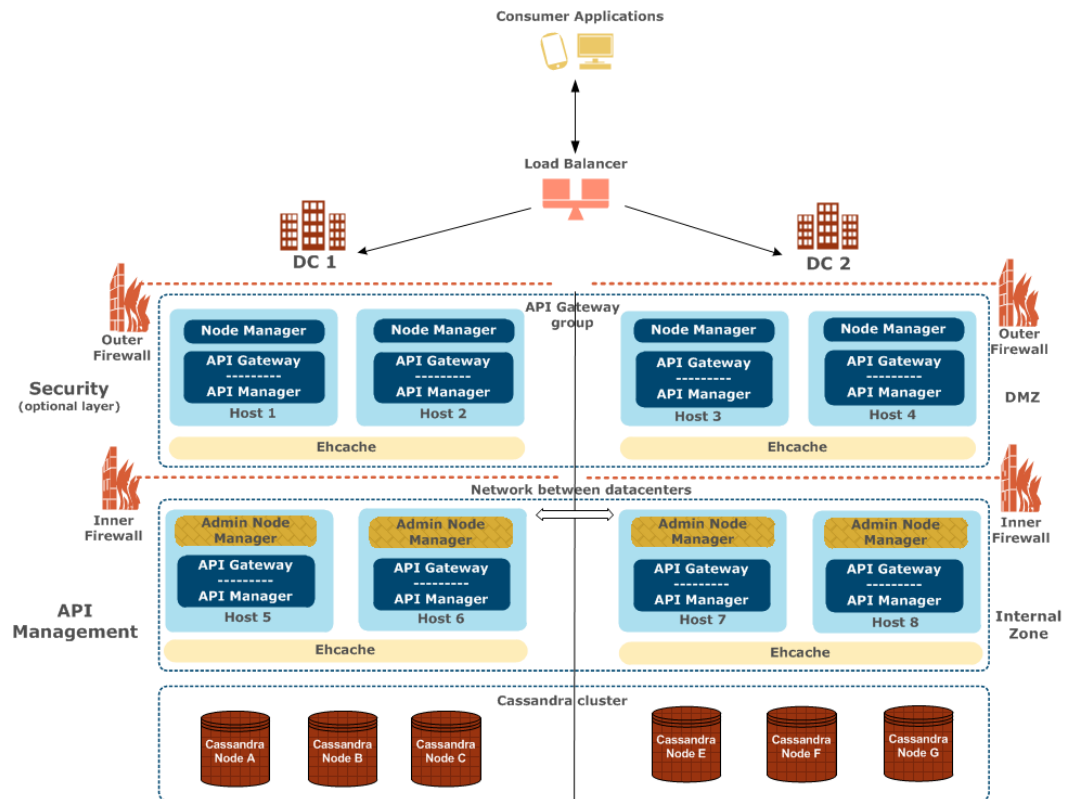 Consumer Applications
Load Balancer
DC 1
DC 2
API Gateway
group
Outer
Firewall
Outer
Firewall
Security
(optional layer)
DMZ
Node Manager
API Gateway
---------
API Manager
Host 1
Node Manager
API Gateway
---------
API Manager
Host 2
Node Manager
API Gateway
---------
API Manager
Host 3
Node Manager
API Gateway
---------
API Manager
Host 4
Ehcache
Ehcache
Network between datacenters
Inner
Firewall
Inner
Firewall
API
Management
Internal
Zone
Admin Node
Manager
API Gateway
---------
API Manager
Host 5
Admin Node
Manager
API Gateway
---------
API Manager
Host 6
Admin Node
Manager
API Gateway
---------
API Manager
Host 7
Admin Node
Manager
API Gateway
---------
API Manager
Host 8
Ehcache
Ehcache
Cassandra cluster
Cassandra
Node A
Cassandra
Node B
Cassandra
Node C
Cassandra
Node E
Cassandra
Node F
Cassandra
Node G